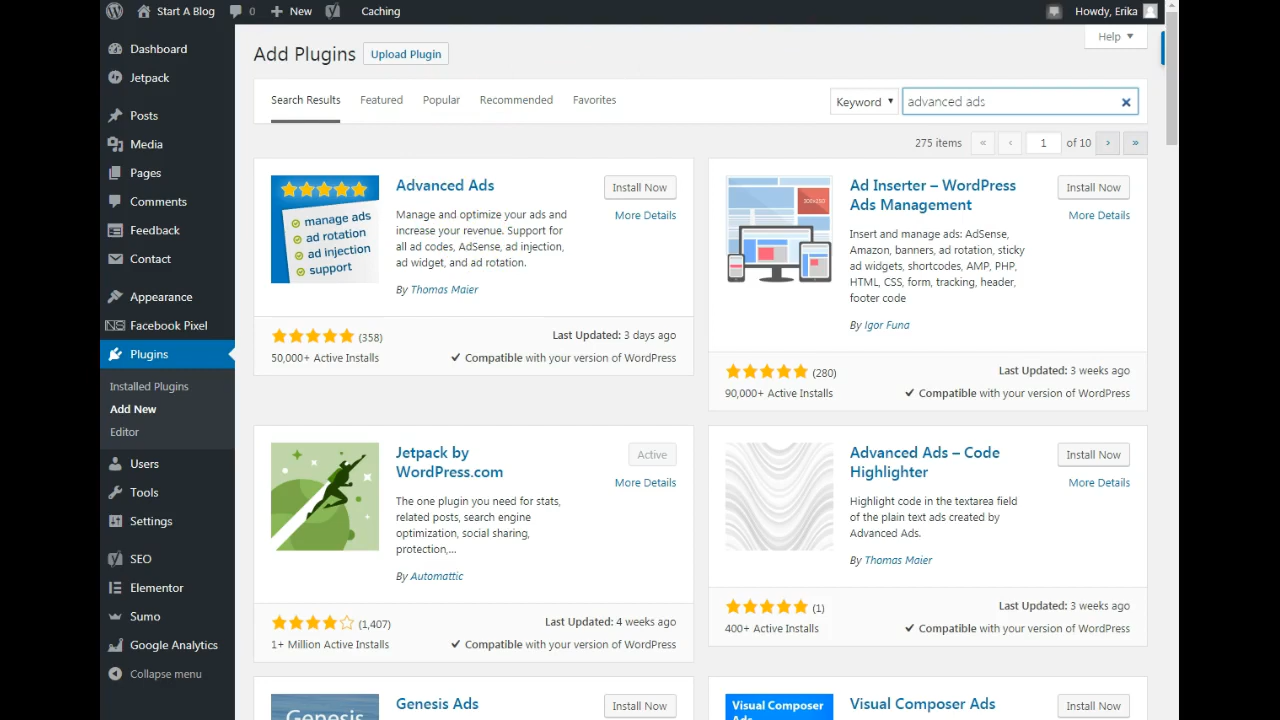 Start A Blog
0
New
Caching
Howdy, Erika
Dashboard
Jetpack
Posts
Media
Pages
Comments
Feedback
Contact
Appearance
Facebook Pixel
Plugins
Installed Plugins
Add New
Editor
Users
Tools
Settings
SEO
Elementor
Sumo
Google Analytics
Collapse menu
Help
Add Plugins
Upload Plugin
Search Results
Featured
Popular
Recommended
Favorites
Keyword
advanced ads
275 items
«
‹
1
of 10
›
»
manage ads
ad rotation
ad injection
support
Advanced Ads
Install Now
More Details
Manage and optimize your ads and
increase your revenue. Support for
all ad codes, AdSense, ad injection,
ad widget, and ad rotation.
By Thomas Maier
(358)
50,000+ Active Installs
Last Updated: 3 days ago
Compatible with your version of WordPress
Ad Inserter – WordPress
Ads Management
Install Now
More Details
Insert and manage ads: AdSense,
Amazon, banners, ad rotation, sticky
ad widgets, shortcodes, AMP, PHP,
HTML, CSS, form, tracking, header,
footer code
By Igor Funa
(280)
90,000+ Active Installs
Last Updated: 3 weeks ago
Compatible with your version of WordPress
Jetpack by
WordPress.com
Active
More Details
The one plugin you need for stats,
related posts, search engine
optimization, social sharing,
protection,...
By Automattic
(1,407)
1+ Million Active Installs
Last Updated: 4 weeks ago
Compatible with your version of WordPress
Advanced Ads – Code
Highlighter
Install Now
More Details
Highlight code in the textarea field
of the plain text ads created by
Advanced Ads.
By Thomas Maier
(1)
400+ Active Installs
Last Updated: 3 weeks ago
Compatible with your version of WordPress
Genesis
Genesis Ads
Install Now
Visual Composer
Ads
Visual Composer Ads
Install Now